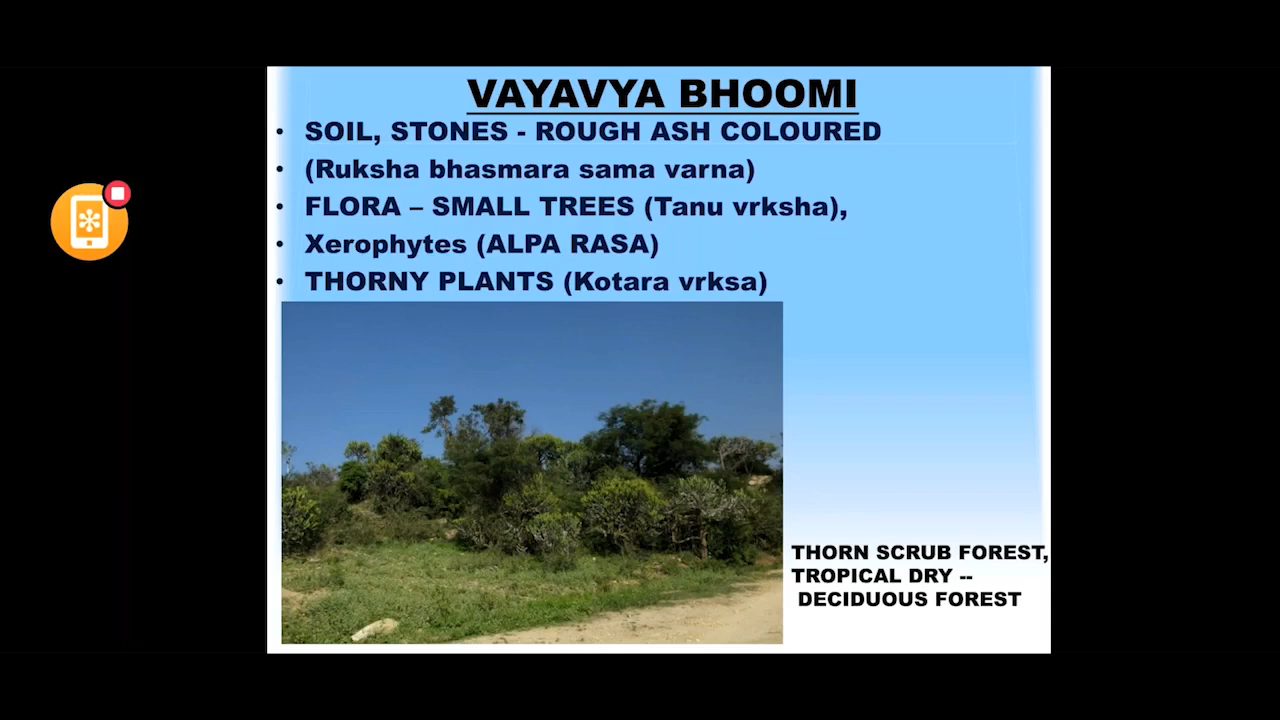 VAYAVYA BHOOMI
• SOIL, STONES - ROUGH ASH COLOURED
• (Ruksha bhasmara sama varna)
• FLORA – SMALL TREES (Tanu vrksha),
• Xerophytes (ALPA RASA)
• THORNY PLANTS (Kotara vrksa)
THORN SCRUB FOREST,
TROPICAL DRY --
DECIDUOUS FOREST